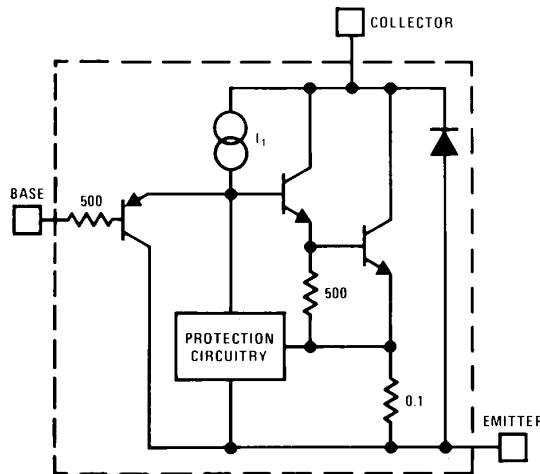 COLLECTOR
I₁
BASE
500
500
PROTECTION
CIRCUITRY
0.1
EMITTER